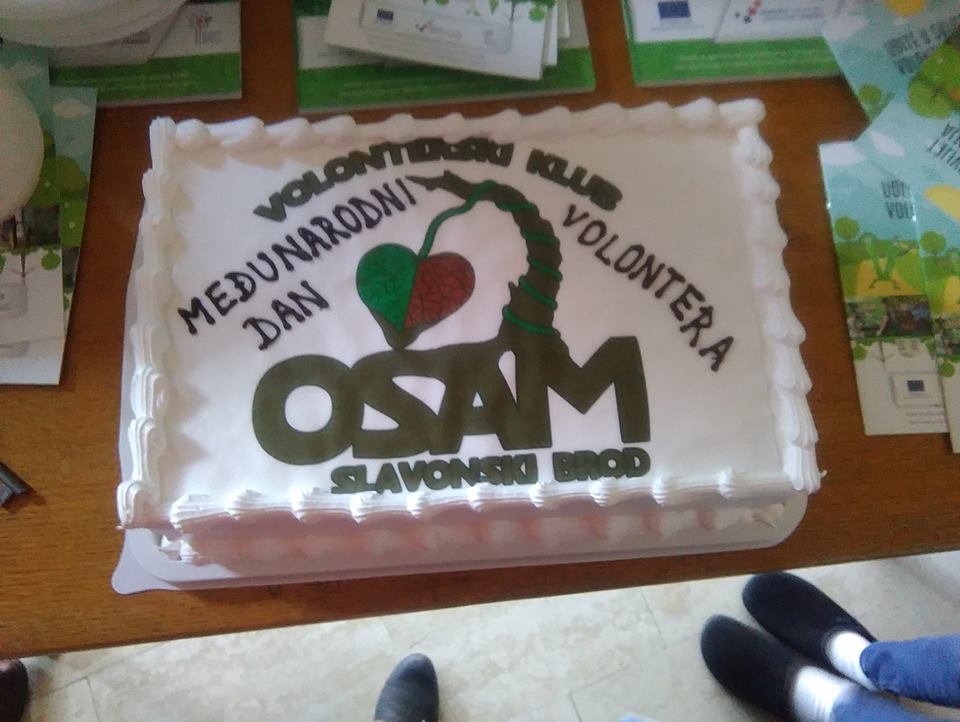 VOLONTERSKI KLUB
MEĐUNARODNI
DAN
VOLONTERA
OSAM
SLAVONSKI BROD